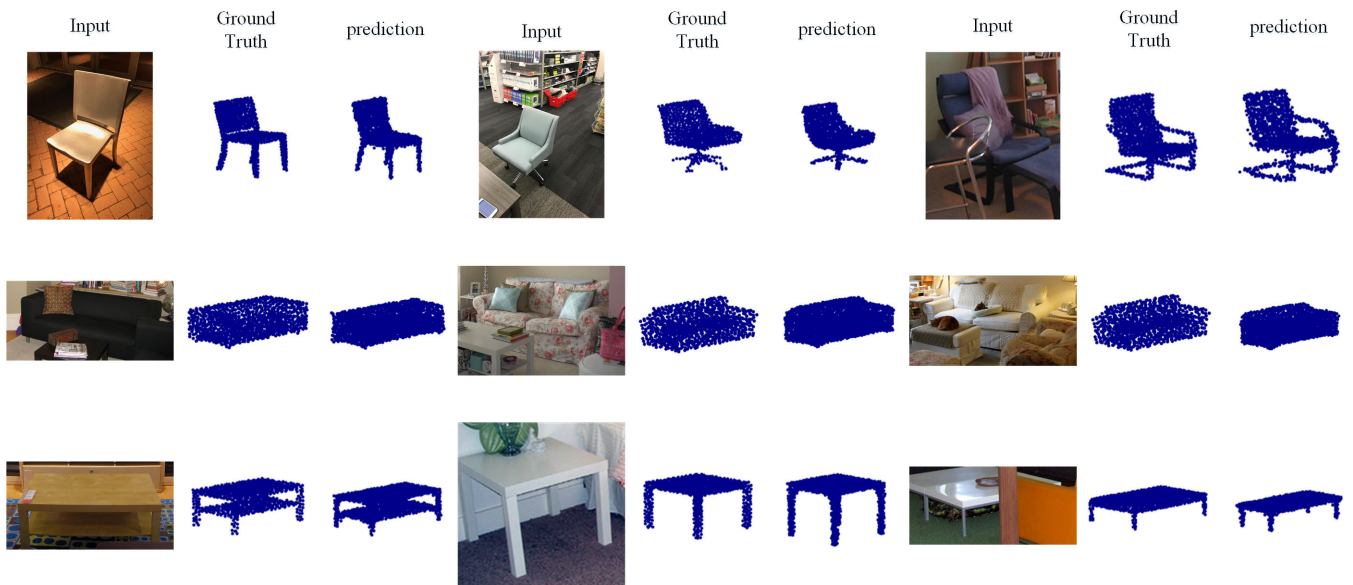 Input
Ground
Truth
prediction
Input
Ground
Truth
prediction
Input
Ground
Truth
prediction